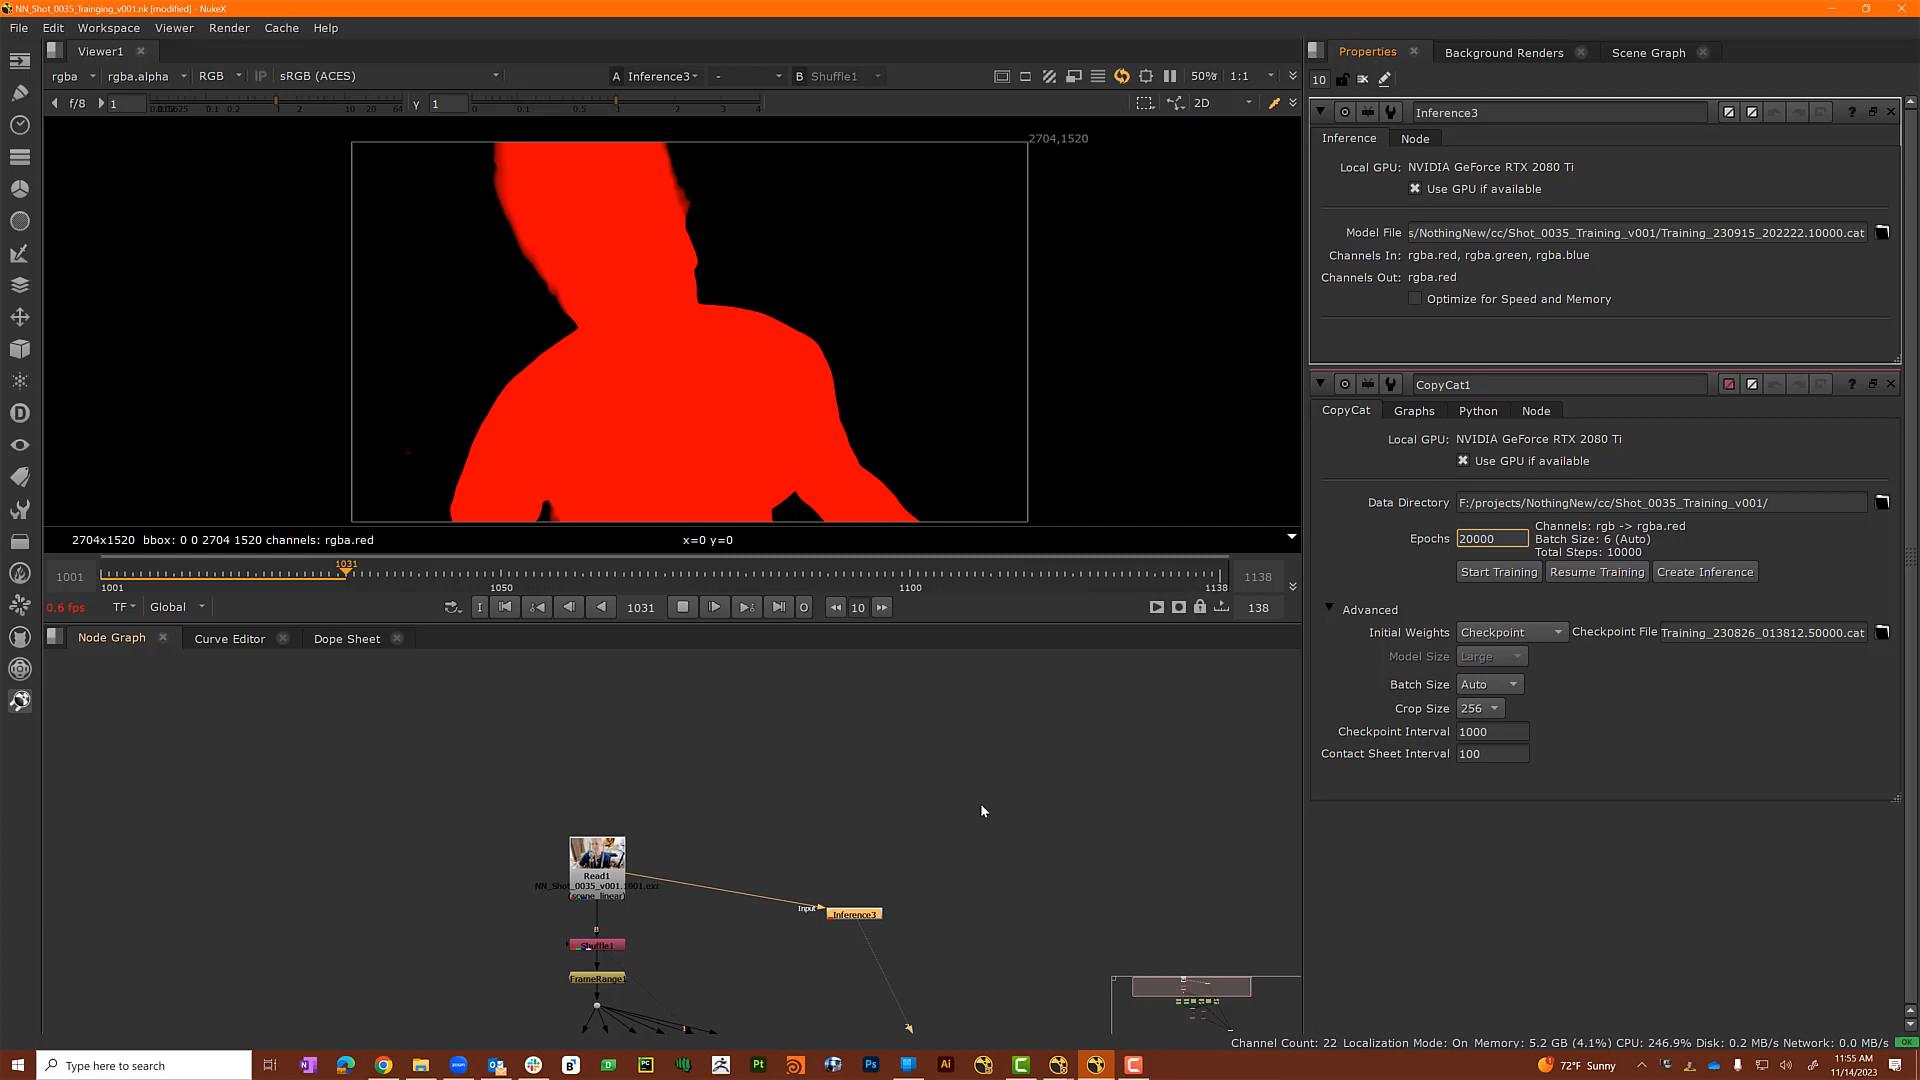 NN_Shot_0035_Trainging_v001.nk [modified] - NukeX
File Edit Workspace Viewer Render Cache Help
Viewer1
rgba rgba.alpha RGB IP sRGB (ACES) A Inference3 - B Shuffle1 50% 1:1
f/8 1 γ 1 2D
2704,1520
2704x1520 bbox: 0 0 2704 1520 channels: rgba.red x=0 y=0
1001 1031 1138
1001 1050 1100 1138
0.6 fps TF Global 1031 10 138
Node Graph Curve Editor Dope Sheet
Read1
NN_Shot_0035_v001.1001.exr
(scene_linear)
Input Inference3
B
Shuffle1
FrameRange1
1
2
Properties Background Renders Scene Graph
10
Inference3
Inference Node
Local GPU: NVIDIA GeForce RTX 2080 Ti
Use GPU if available
Model File s/NothingNew/cc/Shot_0035_Training_v001/Training_230915_202222.10000.cat
Channels In: rgba.red, rgba.green, rgba.blue
Channels Out: rgba.red
Optimize for Speed and Memory
CopyCat1
CopyCat Graphs Python Node
Local GPU: NVIDIA GeForce RTX 2080 Ti
Use GPU if available
Data Directory F:/projects/NothingNew/cc/Shot_0035_Training_v001/
Epochs 20000
Channels: rgb -> rgba.red
Batch Size: 6 (Auto)
Total Steps: 10000
Start Training Resume Training Create Inference
Advanced
Initial Weights Checkpoint Checkpoint File Training_230826_013812.50000.cat
Model Size Large
Batch Size Auto
Crop Size 256
Checkpoint Interval 1000
Contact Sheet Interval 100
Channel Count: 22 Localization Mode: On Memory: 5.2 GB (4.1%) CPU: 246.9% Disk: 0.2 MB/s Network: 0.0 MB/s OK
Type here to search
72°F Sunny
11:55 AM
11/14/2023